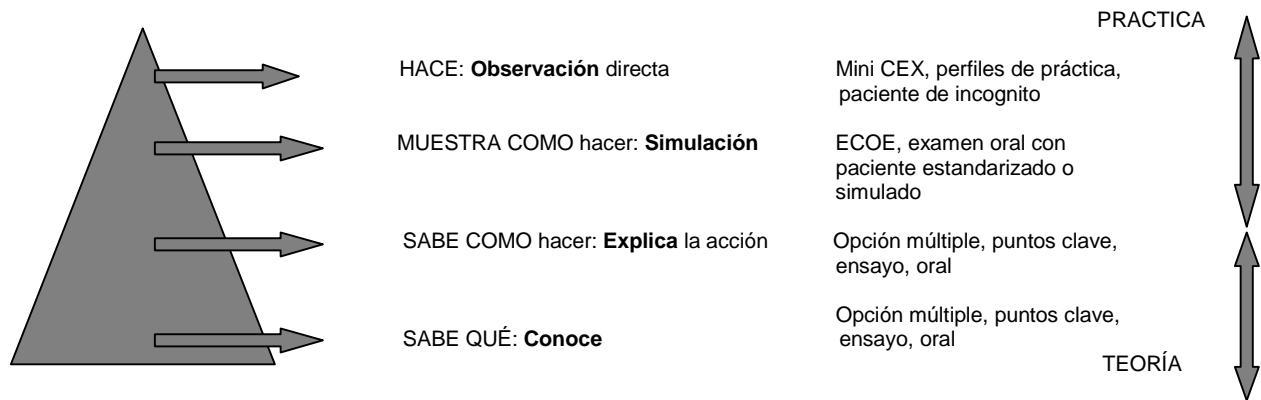 PRACTICA
HACE: Observación directa
Mini CEX, perfiles de práctica,
paciente de incognito
MUESTRA COMO hacer: Simulación
ECOE, examen oral con
paciente estandarizado o
simulado
SABE COMO hacer: Explica la acción
Opción múltiple, puntos clave,
ensayo, oral
SABE QUÉ: Conoce
Opción múltiple, puntos clave,
ensayo, oral
TEORÍA